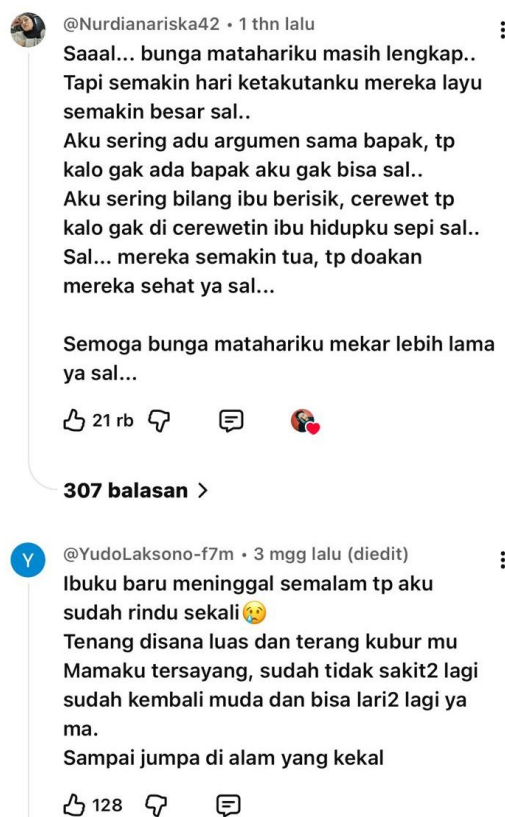 @Nurdianariska42 • 1 thn lalu
Saaal... bunga matahariku masih lengkap..
Tapi semakin hari ketakutanku mereka layu
semakin besar sal..
Aku sering adu argumen sama bapak, tp
kalo gak ada bapak aku gak bisa sal..
Aku sering bilang ibu berisik, cerewet tp
kalo gak di cerewetin ibu hidupku sepi sal..
Sal... mereka semakin tua, tp doakan
mereka sehat ya sal...
Semoga bunga matahariku mekar lebih lama
ya sal...
21 rb
307 balasan >
Y
@YudoLaksono-f7m • 3 mgg lalu (diedit)
Ibuku baru meninggal semalam tp aku
sudah rindu sekali😢
Tenang disana luas dan terang kubur mu
Mamaku tersayang, sudah tidak sakit2 lagi
sudah kembali muda dan bisa lari2 lagi ya
ma.
Sampai jumpa di alam yang kekal
128